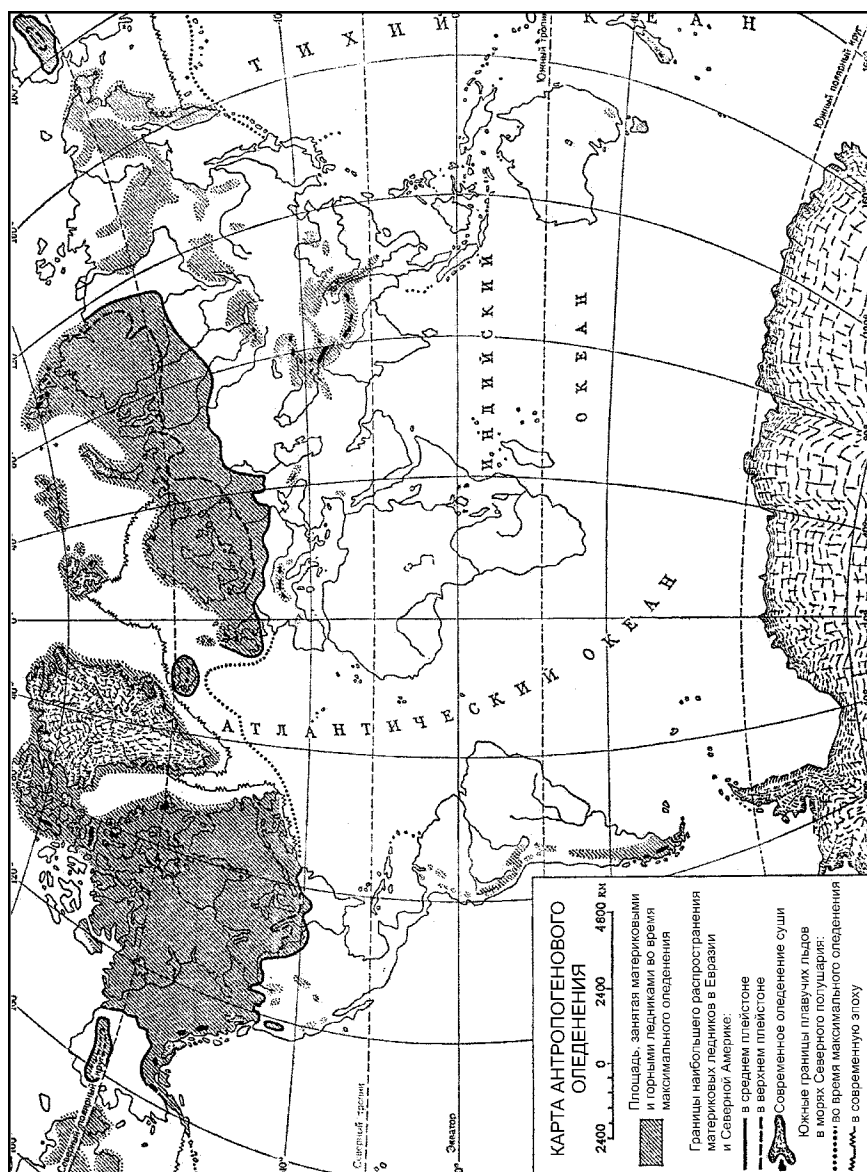 ТИХИЙ ОКЕАН
Южный тропик
Южный полярный круг
ИНДИЙСКИЙ
ОКЕАН
АТЛАНТИЧЕСКИЙ ОКЕАН
Северный тропик
Экватор
КАРТА АНТРОПОГЕНОВОГО
ОЛЕДЕНЕНИЯ
2400 0 2400 4800 км
Площадь, занятая материковыми
и горными ледниками во время
максимального оледенения
Границы наибольшего распространения
материковых ледников в Евразии
и Северной Америке:
в среднем плейстоне
в верхнем плейстоне
Современное оледенение суши
Южные границы плавучих льдов
в морях Северного полушария:
во время максимального оледенения
в современную эпоху